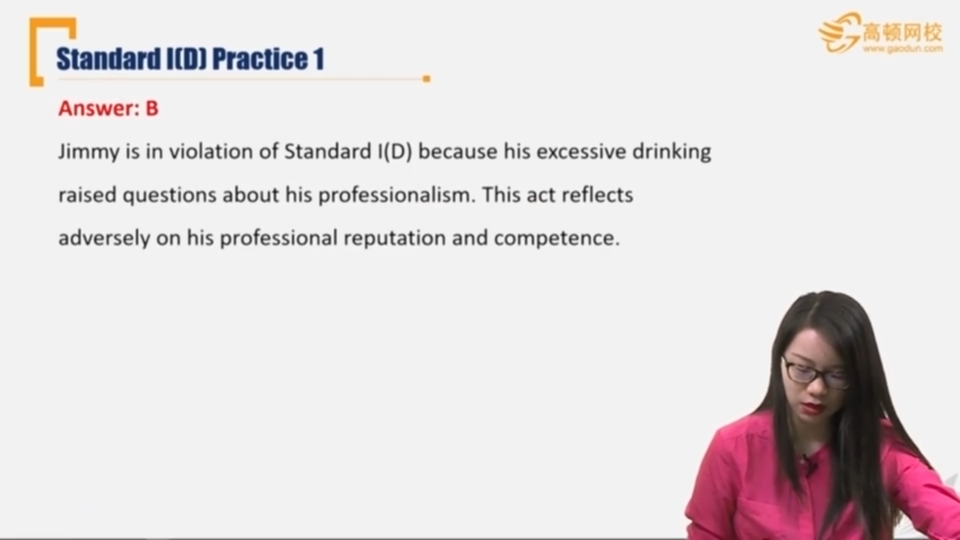 Standard I(D) Practice 1
高顿网校
www.gaodun.com
Answer: B
Jimmy is in violation of Standard I(D) because his excessive drinking
raised questions about his professionalism. This act reflects
adversely on his professional reputation and competence.